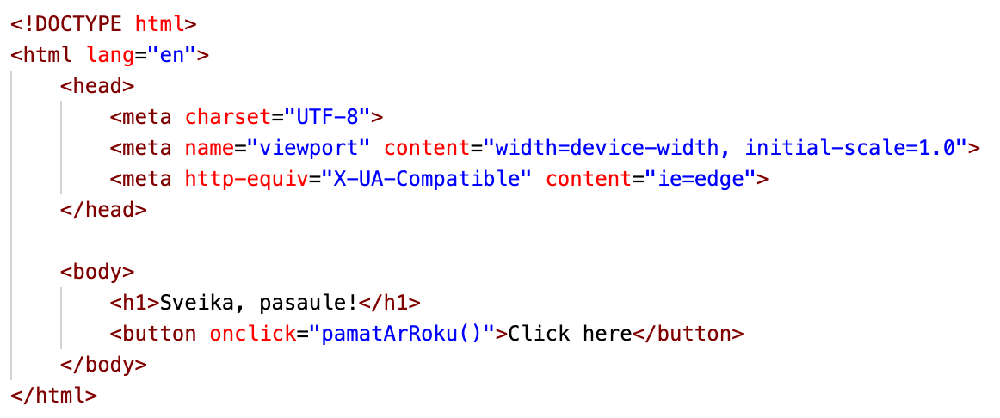 <!DOCTYPE html>
<html lang="en">
<head>
<meta charset="UTF-8">
<meta name="viewport" content="width=device-width, initial-scale=1.0">
<meta http-equiv="X-UA-Compatible" content="ie=edge">
</head>
<body>
<h1>Sveika, pasaule!</h1>
<button onclick="pamatArRoku()">Click here</button>
</body>
</html>